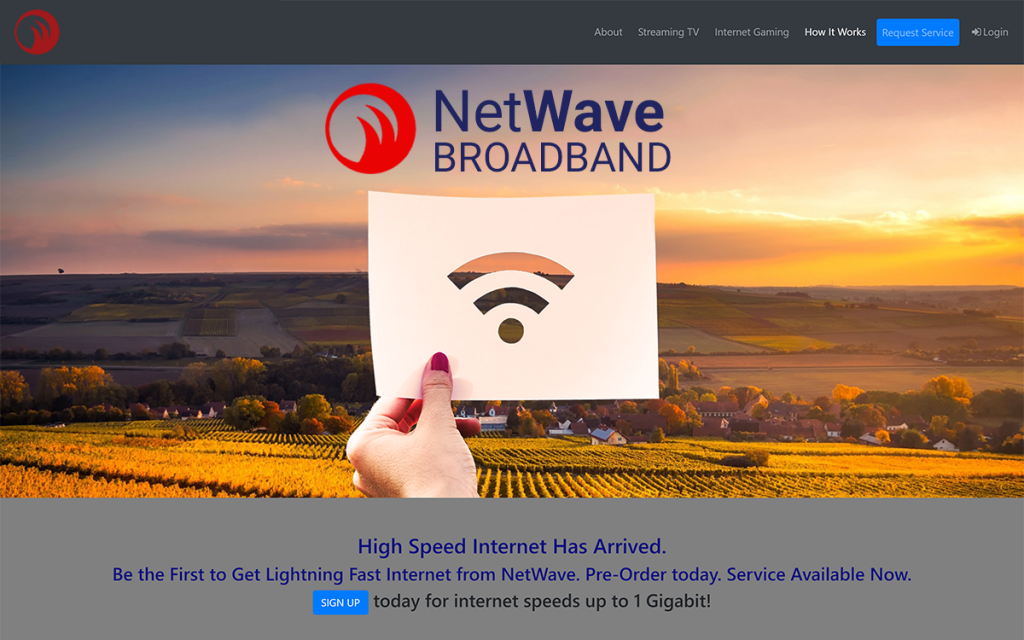 About Streaming TV Internet Gaming How It Works Request Service Login
NetWave
BROADBAND
High Speed Internet Has Arrived.
Be the First to Get Lightning Fast Internet from NetWave. Pre-Order today. Service Available Now.
SIGN UP today for internet speeds up to 1 Gigabit!